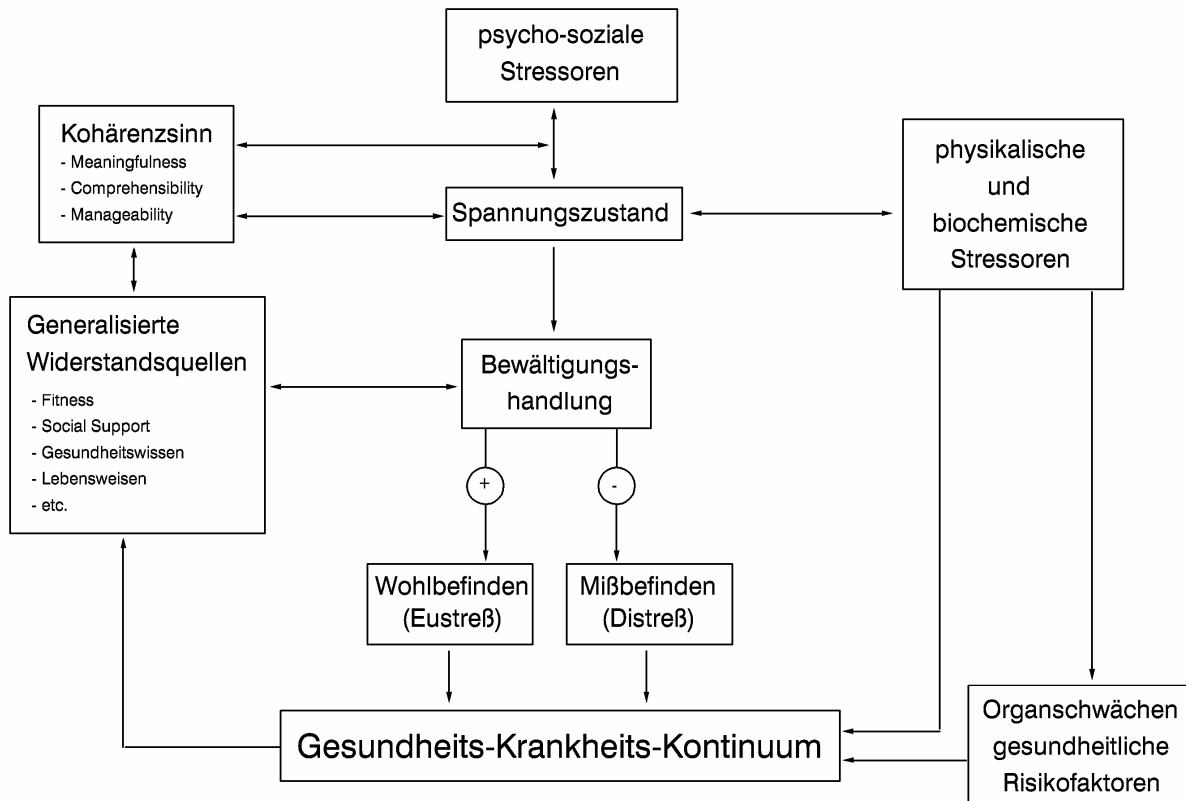 psycho-soziale
Stressoren
Kohärenzsinn
- Meaningfulness
- Comprehensibility
- Manageability
physikalische
und
biochemische
Stressoren
Spannungszustand
Generalisierte
Widerstandsquellen
- Fitness
- Social Support
- Gesundheitswissen
- Lebensweisen
- etc.
Bewältigungs-
handlung
+
-
Wohlbefinden
(Eustreß)
Mißbefinden
(Distreß)
Gesundheits-Krankheits-Kontinuum
Organschwächen
gesundheitliche
Risikofaktoren